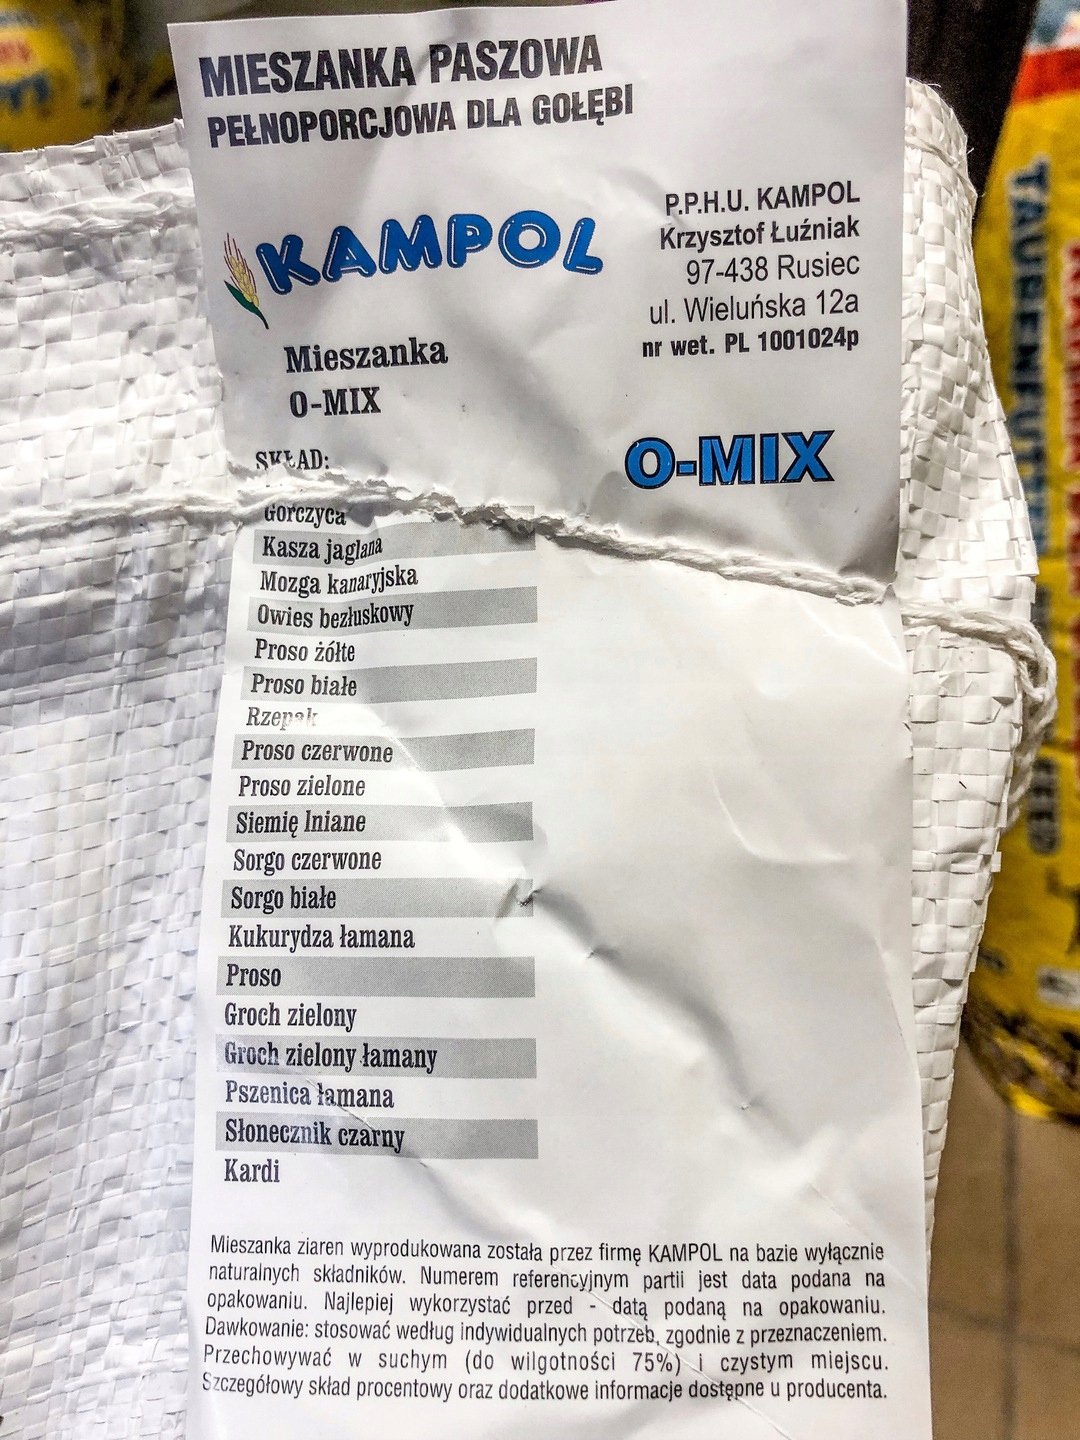 MIESZANKA PASZOWA
PEŁNOPORCJOWA DLA GOŁĘBI
KAMPOL
P.P.H.U. KAMPOL
Krzysztof Łuźniak
97-438 Rusiec
ul. Wieluńska 12a
nr wet. PL 1001024p
Mieszanka
O-MIX
O-MIX
SKŁAD:
Gorczyca
Kasza jaglana
Mozga kanaryjska
Owies bezłuskowy
Proso żółte
Proso białe
Rzepak
Proso czerwone
Proso zielone
Siemię lniane
Sorgo czerwone
Sorgo białe
Kukurydza łamana
Proso
Groch zielony
Groch zielony łamany
Pszenica łamana
Słonecznik czarny
Kardi
Mieszanka ziaren wyprodukowana została przez firmę KAMPOL na bazie wyłącznie
naturalnych składników. Numerem referencyjnym partii jest data podana na
opakowaniu. Najlepiej wykorzystać przed - datą podaną na opakowaniu.
Dawkowanie: stosować według indywidualnych potrzeb, zgodnie z przeznaczeniem.
Przechowywać w suchym (do wilgotności 75%) i czystym miejscu.
Szczegółowy skład procentowy oraz dodatkowe informacje dostępne u producenta.
TAUBENFUTTER